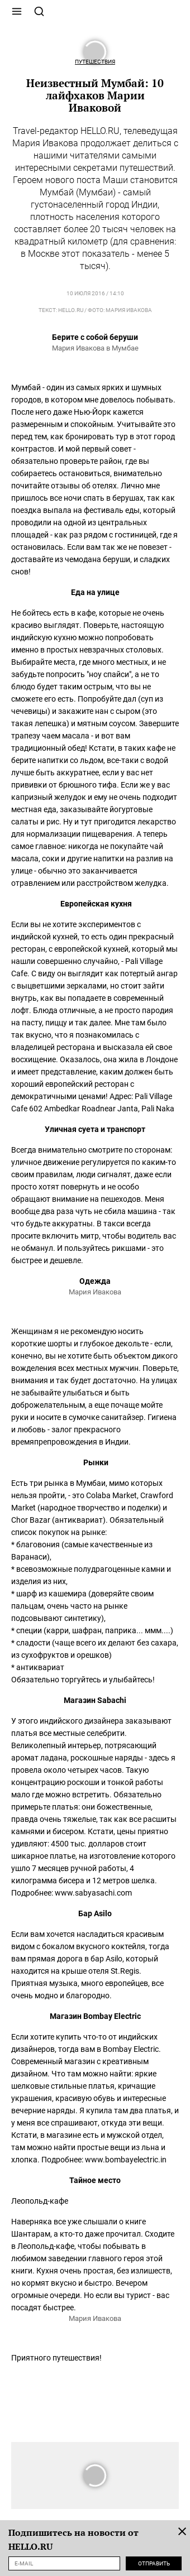 ПУТЕШЕСТВИЯ
Неизвестный Мумбай: 10
лайфхаков Марии
Иваковой
Travel-редактор HELLO.RU, телеведущая
Мария Ивакова продолжает делиться с
нашими читателями самыми
интересными секретами путешествий.
Героем нового поста Маши становится
Мумбай (Мумбаи) - самый
густонаселенный город Индии,
плотность населения которого
составляет более 20 тысяч человек на
квадратный километр (для сравнения:
в Москве этот показатель - менее 5
тысяч).
10 ИЮЛЯ 2016 / 14:10
ТЕКСТ: HELLO.RU / ФОТО: МАРИЯ ИВАКОВА
Берите с собой беруши
Мария Ивакова в Мумбае
Мумбай - один из самых ярких и шумных
городов, в котором мне довелось побывать.
После него даже Нью-Йорк кажется
размеренным и спокойным. Учитывайте это
перед тем, как бронировать тур в этот город
контрастов. И мой первый совет -
обязательно проверьте район, где вы
собираетесь остановиться, внимательно
почитайте отзывы об отелях. Лично мне
пришлось все ночи спать в берушах, так как
поездка выпала на фестиваль еды, который
проводили на одной из центральных
площадей - как раз рядом с гостиницей, где я
остановилась. Если вам так же не повезет -
доставайте из чемодана беруши, и сладких
снов!
Еда на улице
Не бойтесь есть в кафе, которые не очень
красиво выглядят. Поверьте, настоящую
индийскую кухню можно попробовать
именно в простых невзрачных столовых.
Выбирайте места, где много местных, и не
забудьте попросить "ноу спайси", а не то
блюдо будет таким острым, что вы не
сможете его есть. Попробуйте дал (суп из
чечевицы) и закажите нан с сыром (это
такая лепешка) и мятным соусом. Завершите
трапезу чаем масала - и вот вам
традиционный обед! Кстати, в таких кафе не
берите напитки со льдом, все-таки с водой
лучше быть аккуратнее, если у вас нет
прививки от брюшного тифа. Если же у вас
капризный желудок и ему не очень подходит
местная еда, заказывайте йогуртовые
салаты и рис. Ну и тут пригодится лекарство
для нормализации пищеварения. А теперь
самое главное: никогда не покупайте чай
масала, соки и другие напитки на разлив на
улице - обычно это заканчивается
отравлением или расстройством желудка.
Европейская кухня
Если вы не хотите экспериментов с
индийской кухней, то есть один прекрасный
ресторан, с европейской кухней, который мы
нашли совершенно случайно, - Pali Village
Cafe. С виду он выглядит как потертый ангар
с выцветшими зеркалами, но стоит зайти
внутрь, как вы попадаете в современный
лофт. Блюда отличные, а не просто пародия
на пасту, пиццу и так далее. Мне там было
так вкусно, что я познакомилась с
владелицей ресторана и высказала ей свое
восхищение. Оказалось, она жила в Лондоне
и имеет представление, каким должен быть
хороший европейский ресторан с
демократичными ценами! Адрес: Pali Village
Cafe 602 Ambedkar Roadnear Janta, Pali Naka
Уличная суета и транспорт
Всегда внимательно смотрите по сторонам:
уличное движение регулируется по каким-то
своим правилам, люди сигналят, даже если
просто хотят повернуть и не особо
обращают внимание на пешеходов. Меня
вообще два раза чуть не сбила машина - так
что будьте аккуратны. В такси всегда
просите включить митр, чтобы водитель вас
не обманул. И пользуйтесь рикшами - это
быстрее и дешевле.
Одежда
Мария Ивакова
Женщинам я не рекомендую носить
короткие шорты и глубокое декольте - если,
конечно, вы не хотите быть объектом дикого
вожделения всех местных мужчин. Поверьте,
внимания и так будет достаточно. На улицах
не забывайте улыбаться и быть
доброжелательным, а еще почаще мойте
руки и носите в сумочке санитайзер. Гигиена
и любовь - залог прекрасного
времяпрепровождения в Индии.
Рынки
Есть три рынка в Мумбаи, мимо которых
нельзя пройти, - это Colaba Market, Crawford
Market (народное творчество и поделки) и
Chor Bazar (антиквариат). Обязательный
список покупок на рынке:
* благовония (самые качественные из
Варанаси),
* всевозможные полудрагоценные камни и
изделия из них,
* шарф из кашемира (доверяйте своим
пальцам, очень часто на рынке
подсовывают синтетику),
* специи (карри, шафран, паприка... ммм....)
* сладости (чаще всего их делают без сахара,
из сухофруктов и орешков)
* антиквариат
Обязательно торгуйтесь и улыбайтесь!
Магазин Sabachi
У этого индийского дизайнера заказывают
платья все местные селебрити.
Великолепный интерьер, потрясающий
аромат ладана, роскошные наряды - здесь я
провела около четырех часов. Такую
концентрацию роскоши и тонкой работы
мало где можно встретить. Обязательно
примерьте платья: они божественные,
правда очень тяжелые, так как все расшиты
камнями и бисером. Кстати, цены приятно
удивляют: 4500 тыс. долларов стоит
шикарное платье, на изготовление которого
ушло 7 месяцев ручной работы, 4
килограмма бисера и 12 метров шелка.
Подробнее: www.sabyasachi.com
Бар Asilo
Если вам хочется насладиться красивым
видом с бокалом вкусного коктейля, тогда
вам прямая дорога в бар Asilo, который
находится на крыше отеля St.Regis.
Приятная музыка, много европейцев, все
очень модно и благородно.
Магазин Bombay Electric
Если хотите купить что-то от индийских
дизайнеров, тогда вам в Bombay Electric.
Современный магазин с креативным
дизайном. Что там можно найти: яркие
шелковые стильные платья, кричащие
украшения, красивую обувь и интересные
вечерние наряды. Я купила там два платья, и
у меня все спрашивают, откуда эти вещи.
Кстати, в магазине есть и мужской отдел,
там можно найти простые вещи из льна и
хлопка. Подробнее: www.bombayelectric.in
Тайное место
Леопольд-кафе
Наверняка все уже слышали о книге
Шантарам, а кто-то даже прочитал. Сходите
в Леопольд-кафе, чтобы побывать в
любимом заведении главного героя этой
книги. Кухня очень простая, без излишеств,
но кормят вкусно и быстро. Вечером
огромные очереди. Но если вы турист - вас
посадят быстрее.
Мария Ивакова
Приятного путешествия!
Подпишитесь на новости от
HELLO.RU
E-MAIL
ОТПРАВИТЬ